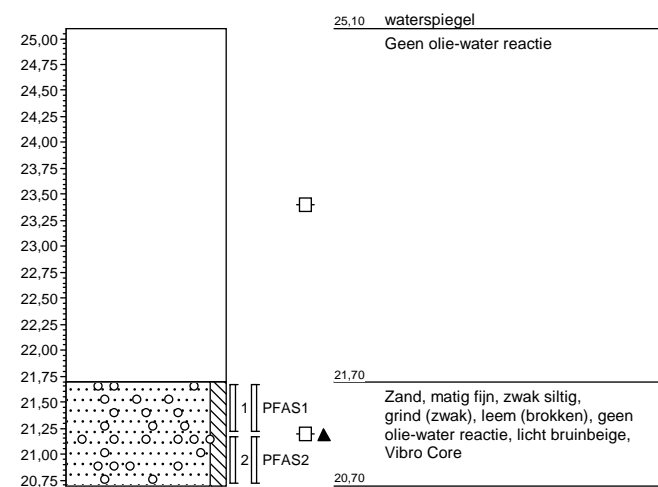 25,10 waterspiegel
Geen olie-water reactie
25,00
24,75
24,50
24,25
24,00
23,75
23,50
23,25
23,00
22,75
22,50
22,25
22,00
21,75
21,50
21,25
21,00
20,75
1 PFAS1
2 PFAS2
21,70
Zand, matig fijn, zwak siltig,
grind (zwak), leem (brokken), geen
olie-water reactie, licht bruinbeige,
Vibro Core
20,70